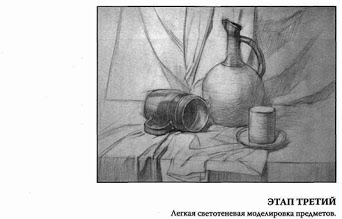 ЭТАП ТРЕТИЙ
Легкая светотеневая моделировка предметов.